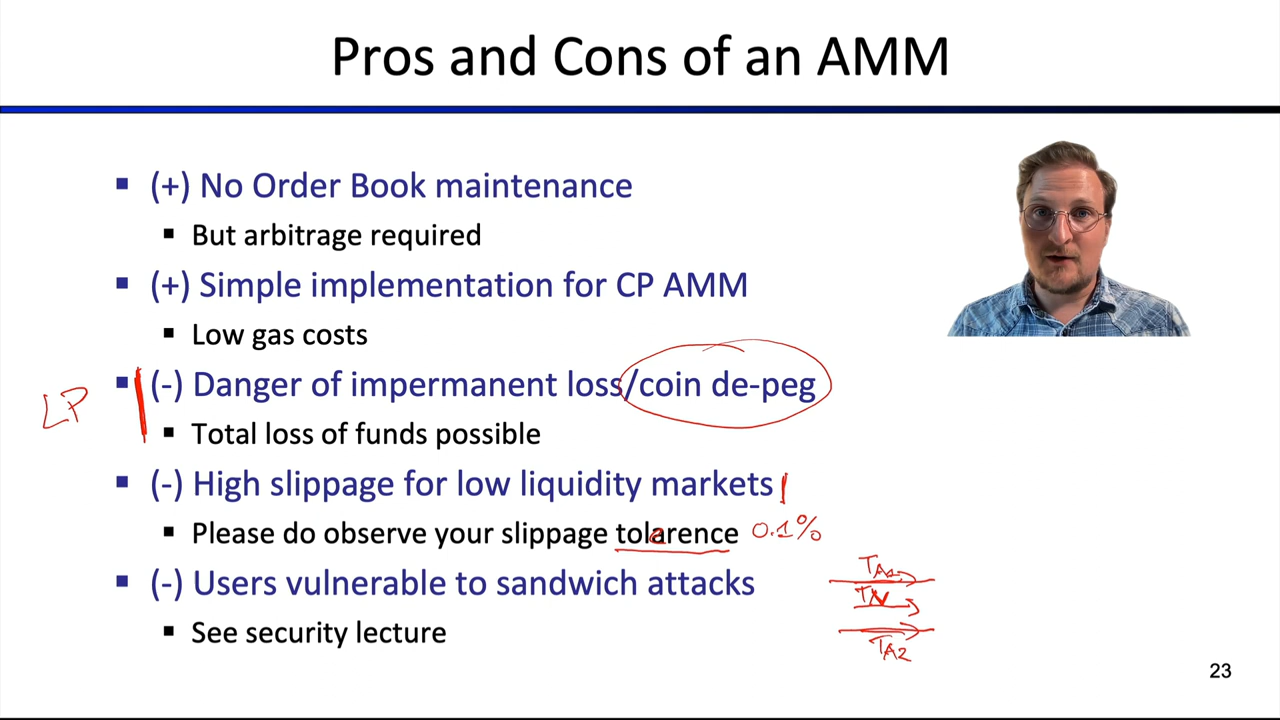 Pros and Cons of an AMM
(+) No Order Book maintenance
But arbitrage required
(+) Simple implementation for CP AMM
Low gas costs
LP
(-) Danger of impermanent loss/coin de-peg
Total loss of funds possible
(-) High slippage for low liquidity markets
Please do observe your slippage tolarence 0.1%
(-) Users vulnerable to sandwich attacks
TA1
TV
TA2
See security lecture
23